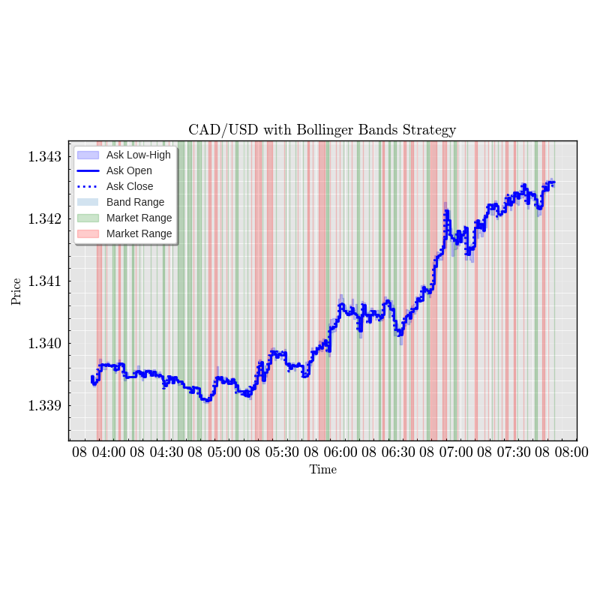 CAD/USD with Bollinger Bands Strategy
1.343
1.342
1.341
1.340
1.339
Price
Ask Low-High
Ask Open
Ask Close
Band Range
Market Range
Market Range
08 04:00 08 04:30 08 05:00 08 05:30 08 06:00 08 06:30 08 07:00 08 07:30 08 08:00
Time